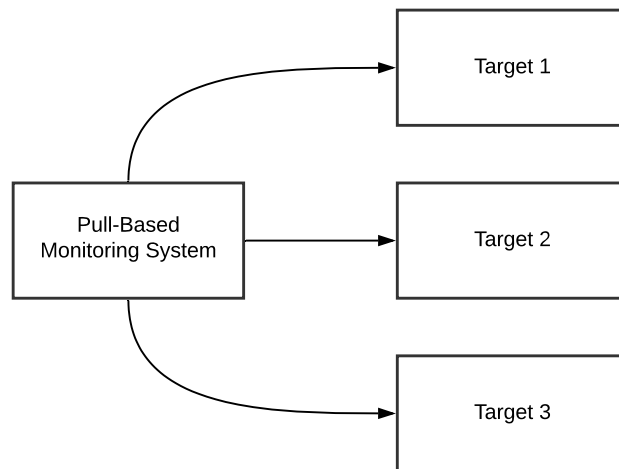 Target 1
Pull-Based
Monitoring System
Target 2
Target 3